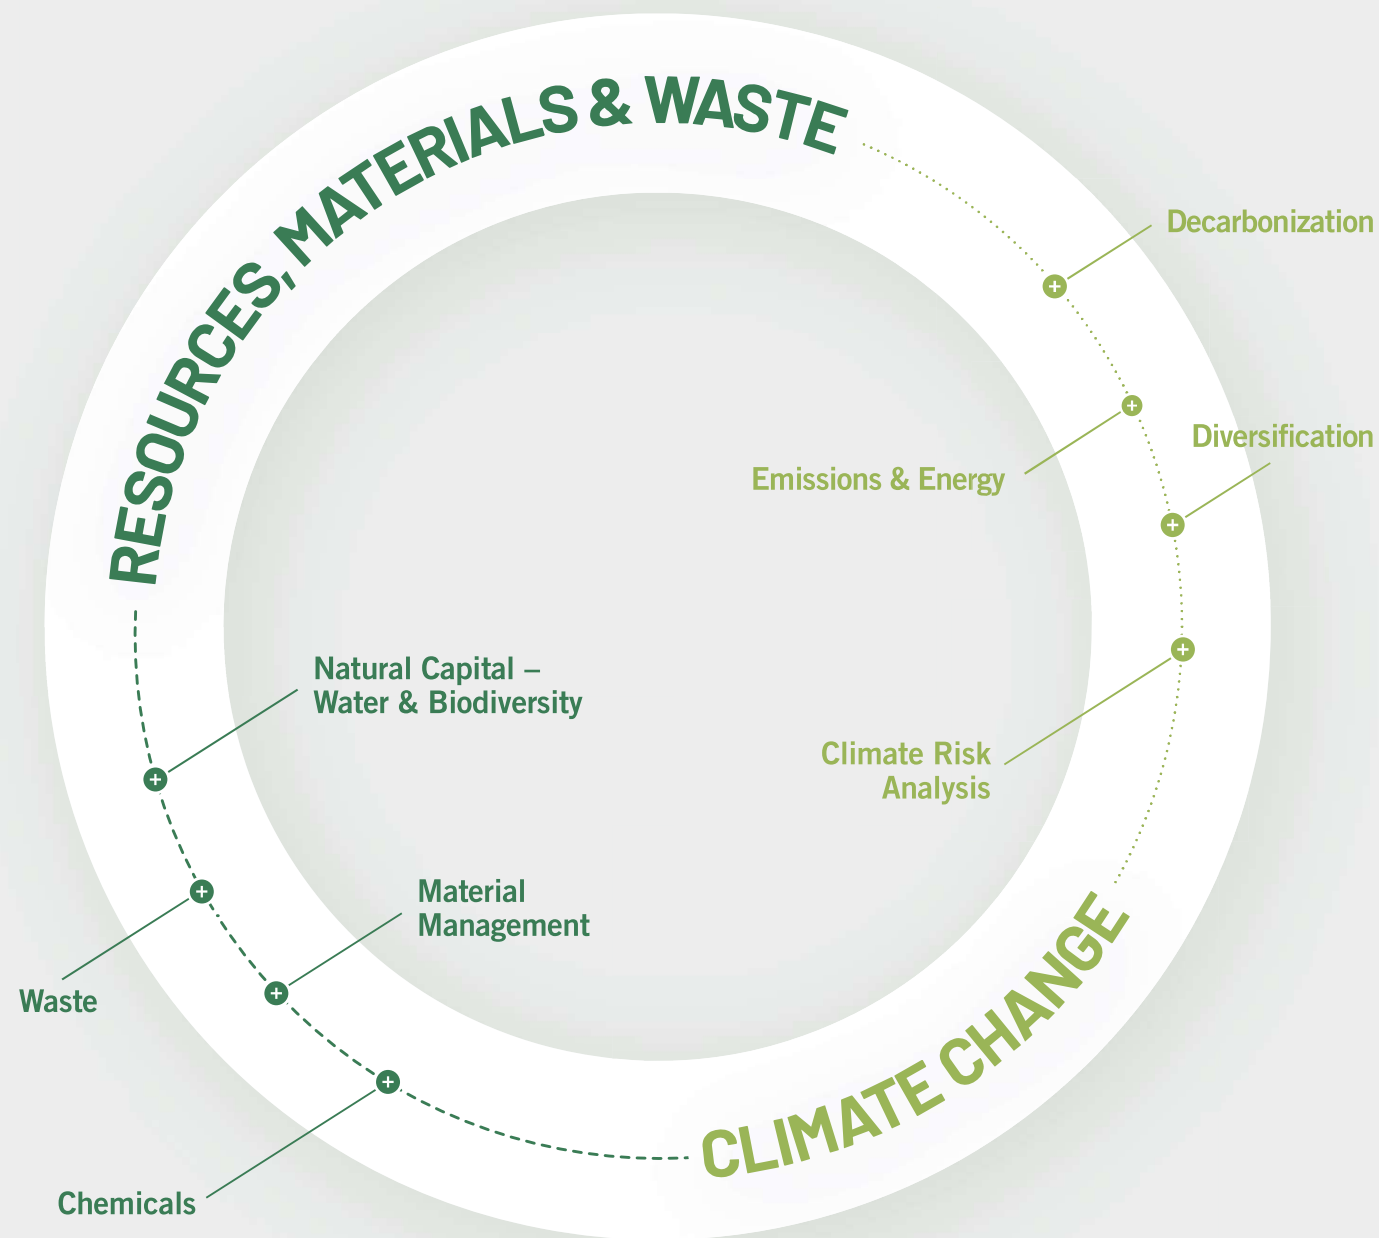 RESOURCES, MATERIALS & WASTE
Decarbonization
Diversification
Emissions & Energy
Natural Capital –
Water & Biodiversity
Climate Risk
Analysis
Material
Management
Waste
CLIMATE CHANGE
Chemicals